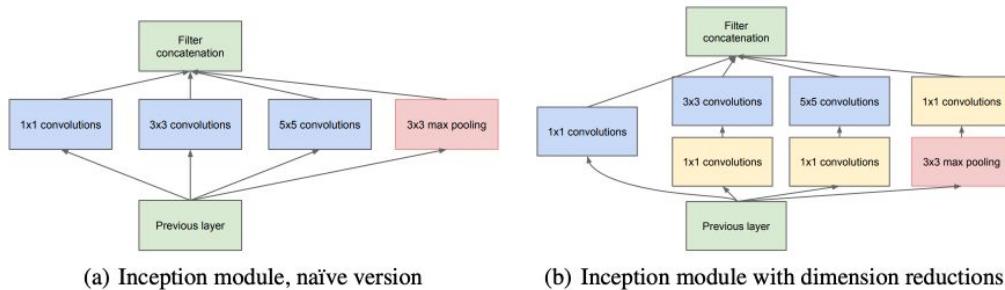 Filter
concatenation
1x1 convolutions
3x3 convolutions
5x5 convolutions
3x3 max pooling
Previous layer
(a) Inception module, naïve version
Filter
concatenation
3x3 convolutions
5x5 convolutions
1x1 convolutions
1x1 convolutions
1x1 convolutions
1x1 convolutions
3x3 max pooling
Previous layer
(b) Inception module with dimension reductions